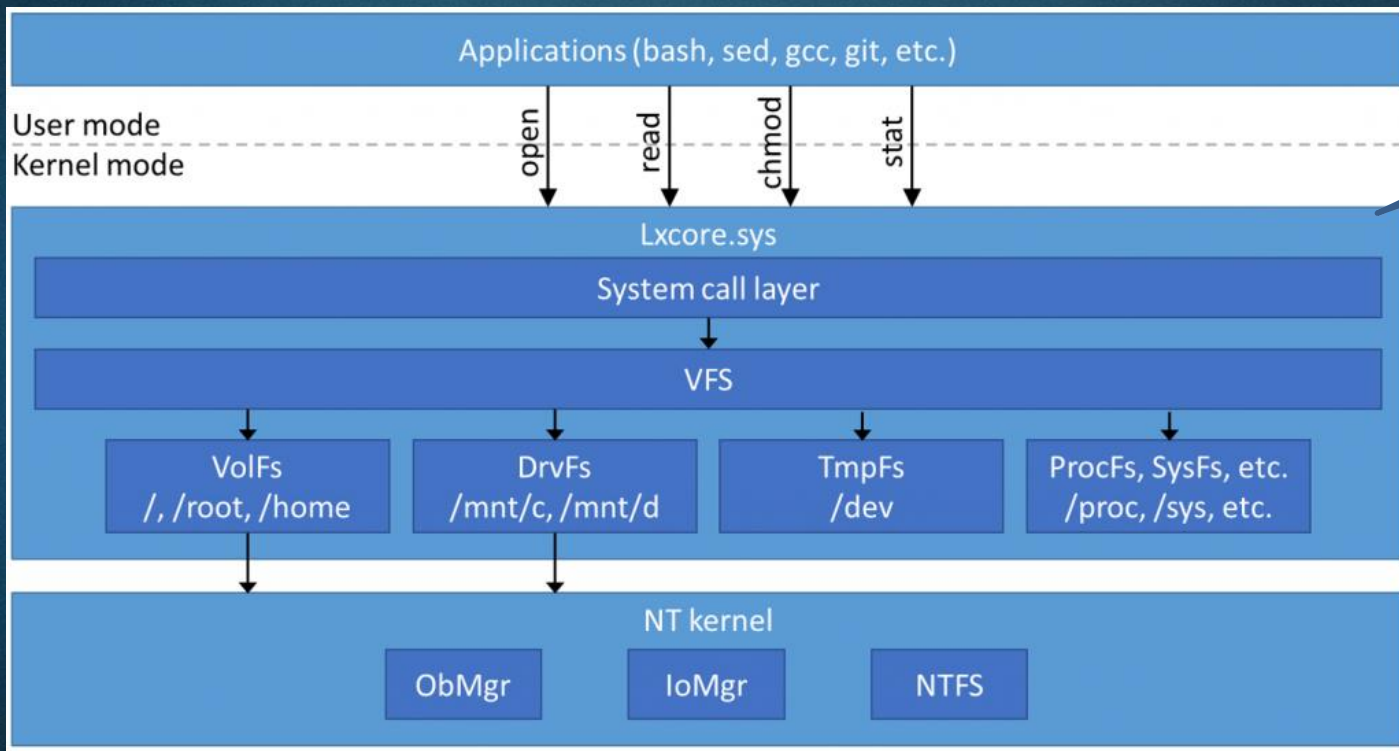 Applications (bash, sed, gcc, git, etc.)
User mode
Kernel mode
open
read
chmod
stat
Lxcore.sys
System call layer
VFS
VolFs
/, /root, /home
DrvFs
/mnt/c, /mnt/d
TmpFs
/dev
ProcFs, SysFs, etc.
/proc, /sys, etc.
NT kernel
ObMgr
IoMgr
NTFS